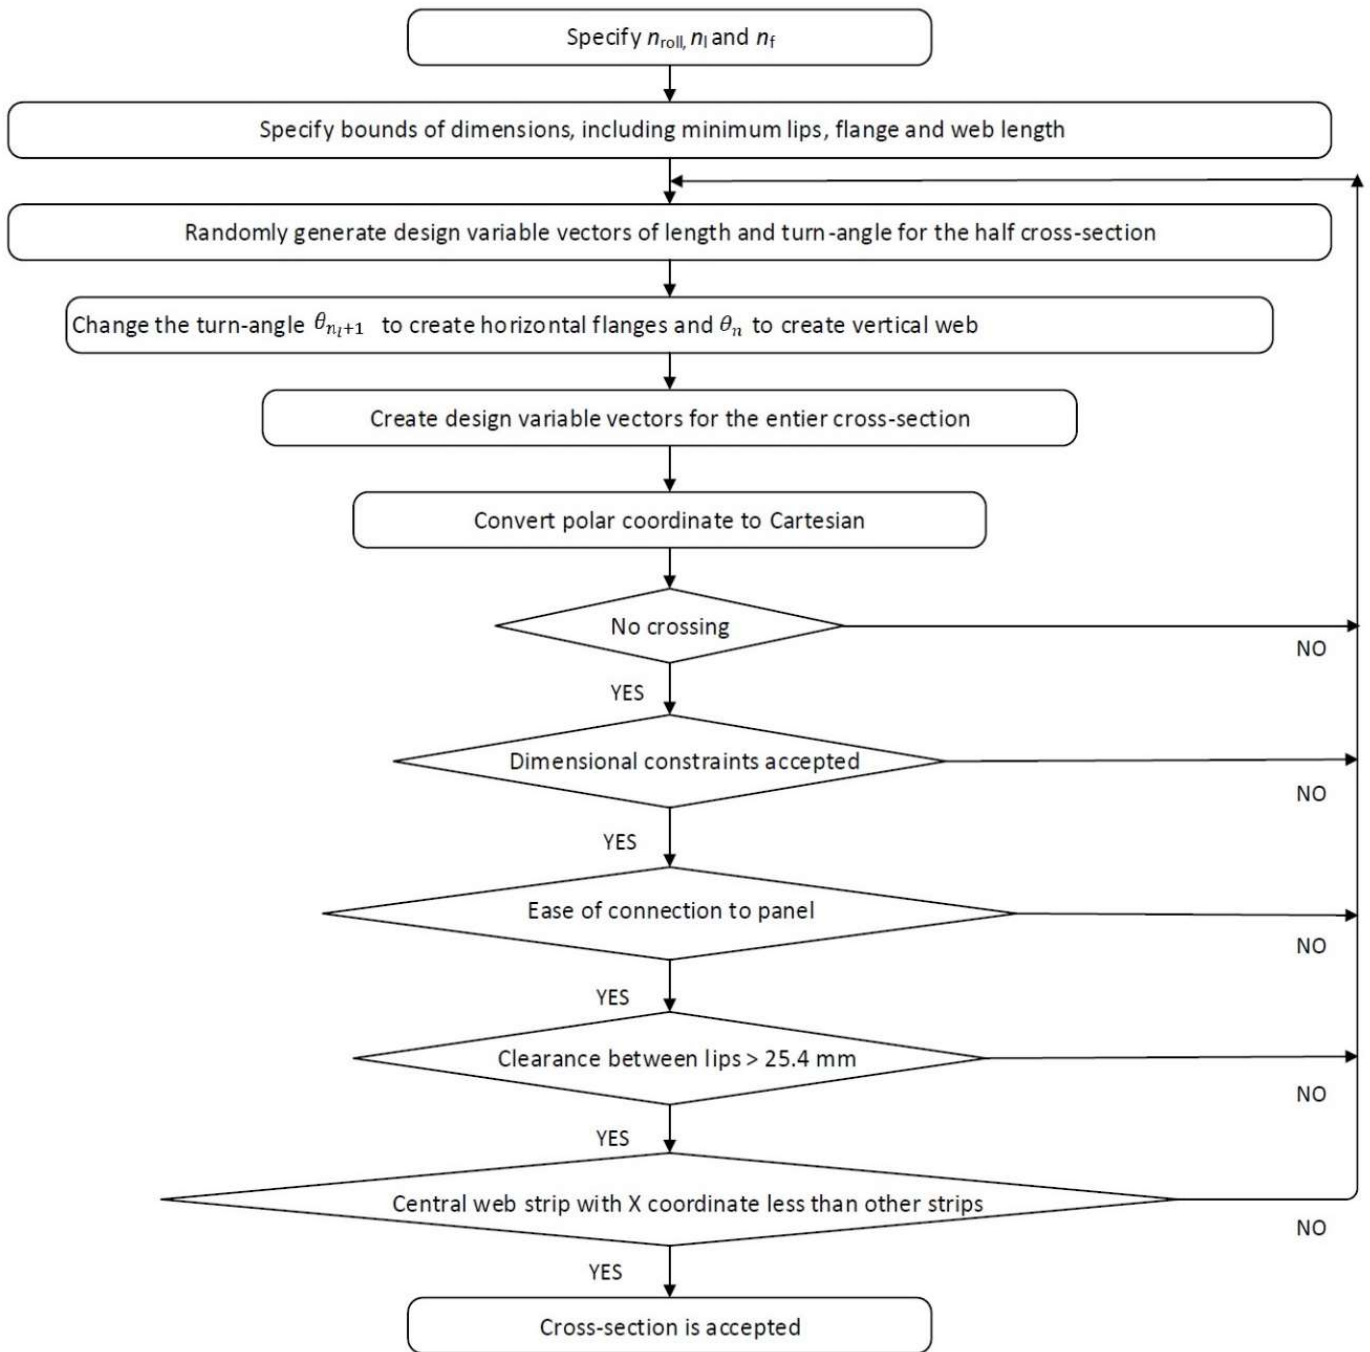 Specify n_roll, n_l and n_f
Specify bounds of dimensions, including minimum lips, flange and web length
Randomly generate design variable vectors of length and turn-angle for the half cross-section
Change the turn-angle θ_{n_l+1} to create horizontal flanges and θ_n to create vertical web
Create design variable vectors for the entier cross-section
Convert polar coordinate to Cartesian
No crossing
NO
YES
Dimensional constraints accepted
NO
YES
Ease of connection to panel
NO
YES
Clearance between lips > 25.4 mm
NO
YES
Central web strip with X coordinate less than other strips
NO
YES
Cross-section is accepted